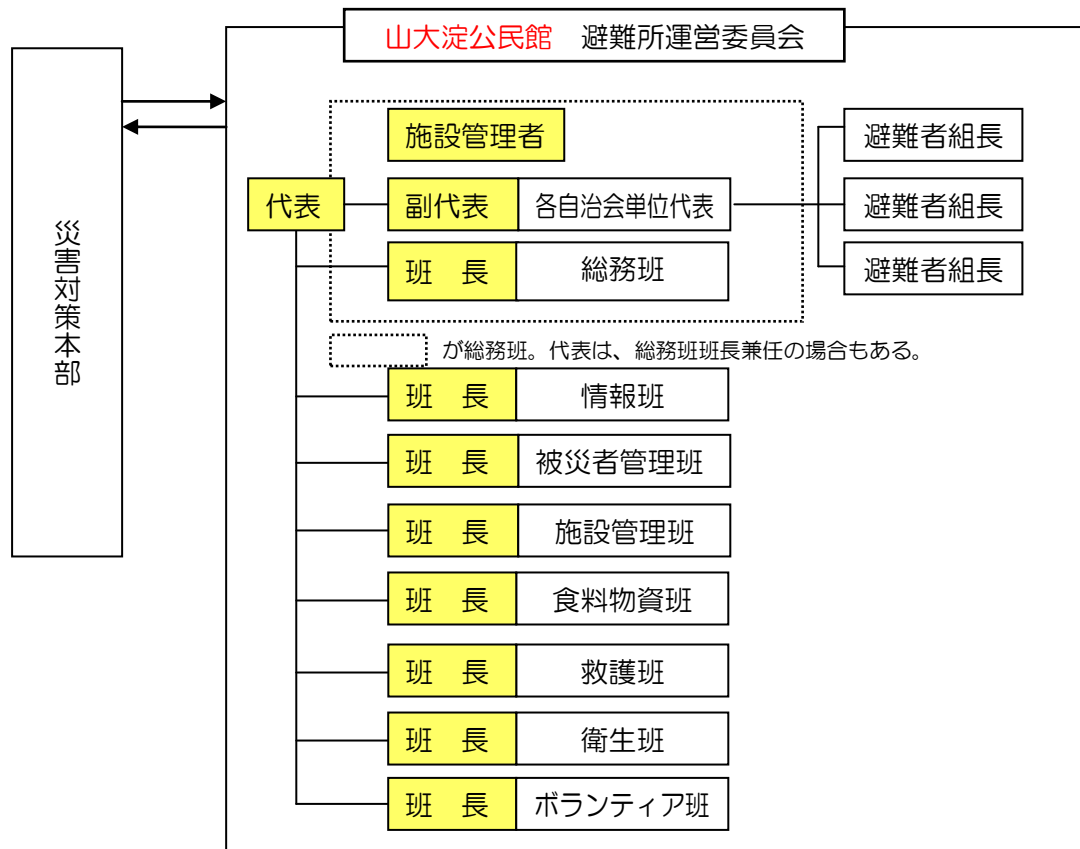 山大淀公民館　避難所運営委員会
災害対策本部
施設管理者
避難者組長
代表
副代表　各自治会単位代表
避難者組長
班　長　総務班
避難者組長
が総務班。代表は、総務班班長兼任の場合もある。
班　長　情報班
班　長　被災者管理班
班　長　施設管理班
班　長　食料物資班
班　長　救護班
班　長　衛生班
班　長　ボランティア班